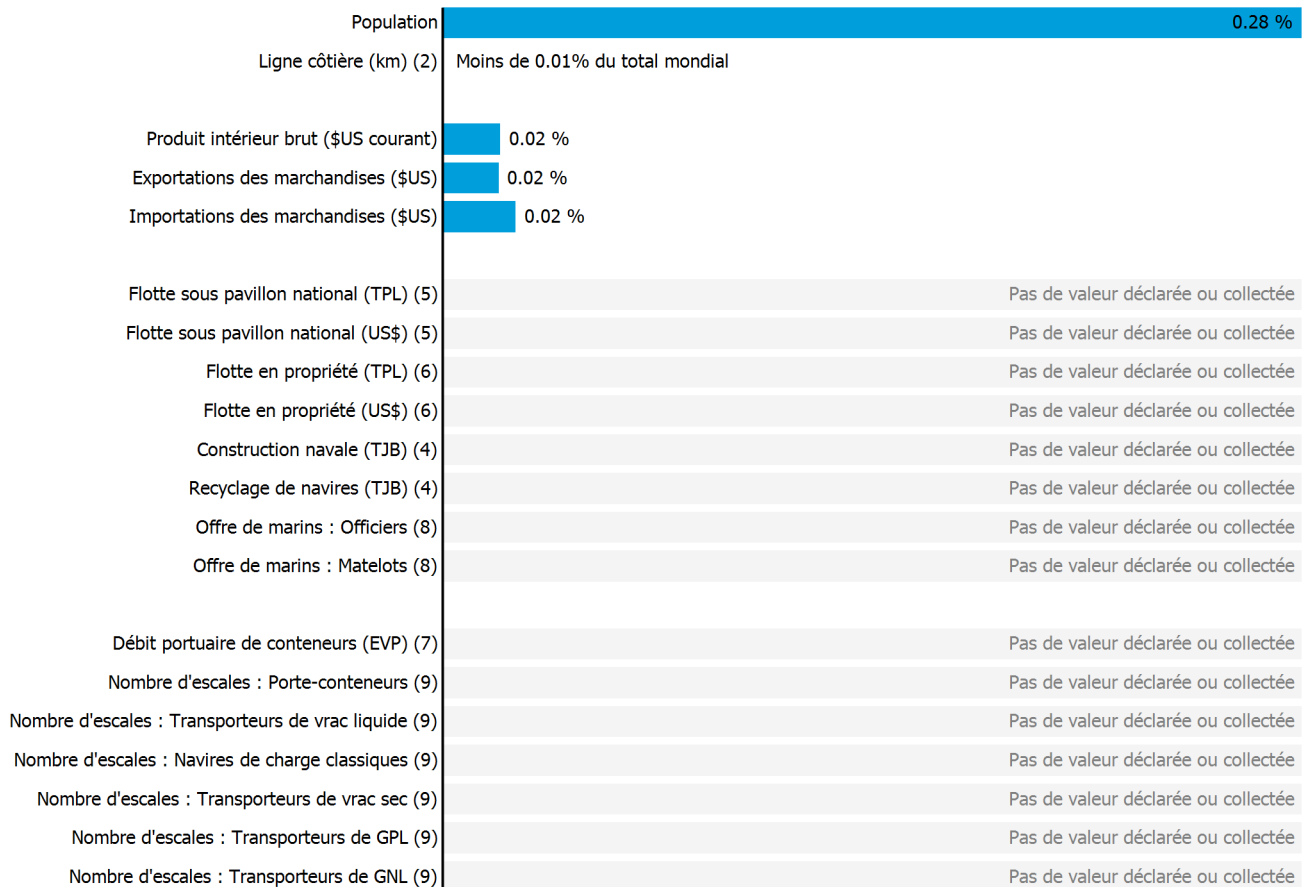 Population 0.28 %
Ligne côtière (km) (2) Moins de 0.01% du total mondial
Produit intérieur brut ($US courant) 0.02 %
Exportations des marchandises ($US) 0.02 %
Importations des marchandises ($US) 0.02 %
Flotte sous pavillon national (TPL) (5) Pas de valeur déclarée ou collectée
Flotte sous pavillon national (US$) (5) Pas de valeur déclarée ou collectée
Flotte en propriété (TPL) (6) Pas de valeur déclarée ou collectée
Flotte en propriété (US$) (6) Pas de valeur déclarée ou collectée
Construction navale (TJB) (4) Pas de valeur déclarée ou collectée
Recyclage de navires (TJB) (4) Pas de valeur déclarée ou collectée
Offre de marins : Officiers (8) Pas de valeur déclarée ou collectée
Offre de marins : Matelots (8) Pas de valeur déclarée ou collectée
Débit portuaire de conteneurs (EVP) (7) Pas de valeur déclarée ou collectée
Nombre d'escales : Porte-conteneurs (9) Pas de valeur déclarée ou collectée
Nombre d'escales : Transporteurs de vrac liquide (9) Pas de valeur déclarée ou collectée
Nombre d'escales : Navires de charge classiques (9) Pas de valeur déclarée ou collectée
Nombre d'escales : Transporteurs de vrac sec (9) Pas de valeur déclarée ou collectée
Nombre d'escales : Transporteurs de GPL (9) Pas de valeur déclarée ou collectée
Nombre d'escales : Transporteurs de GNL (9) Pas de valeur déclarée ou collectée